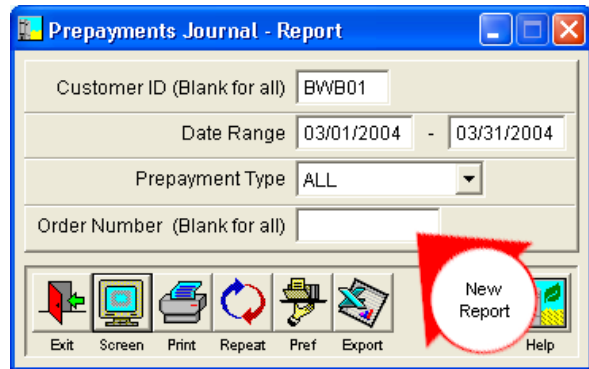 Prepayments Journal - Report
Customer ID (Blank for all) BWB01
Date Range 03/01/2004 - 03/31/2004
Prepayment Type ALL
Order Number (Blank for all)
New
Report
Exit Screen Print Repeat Pref Export Help